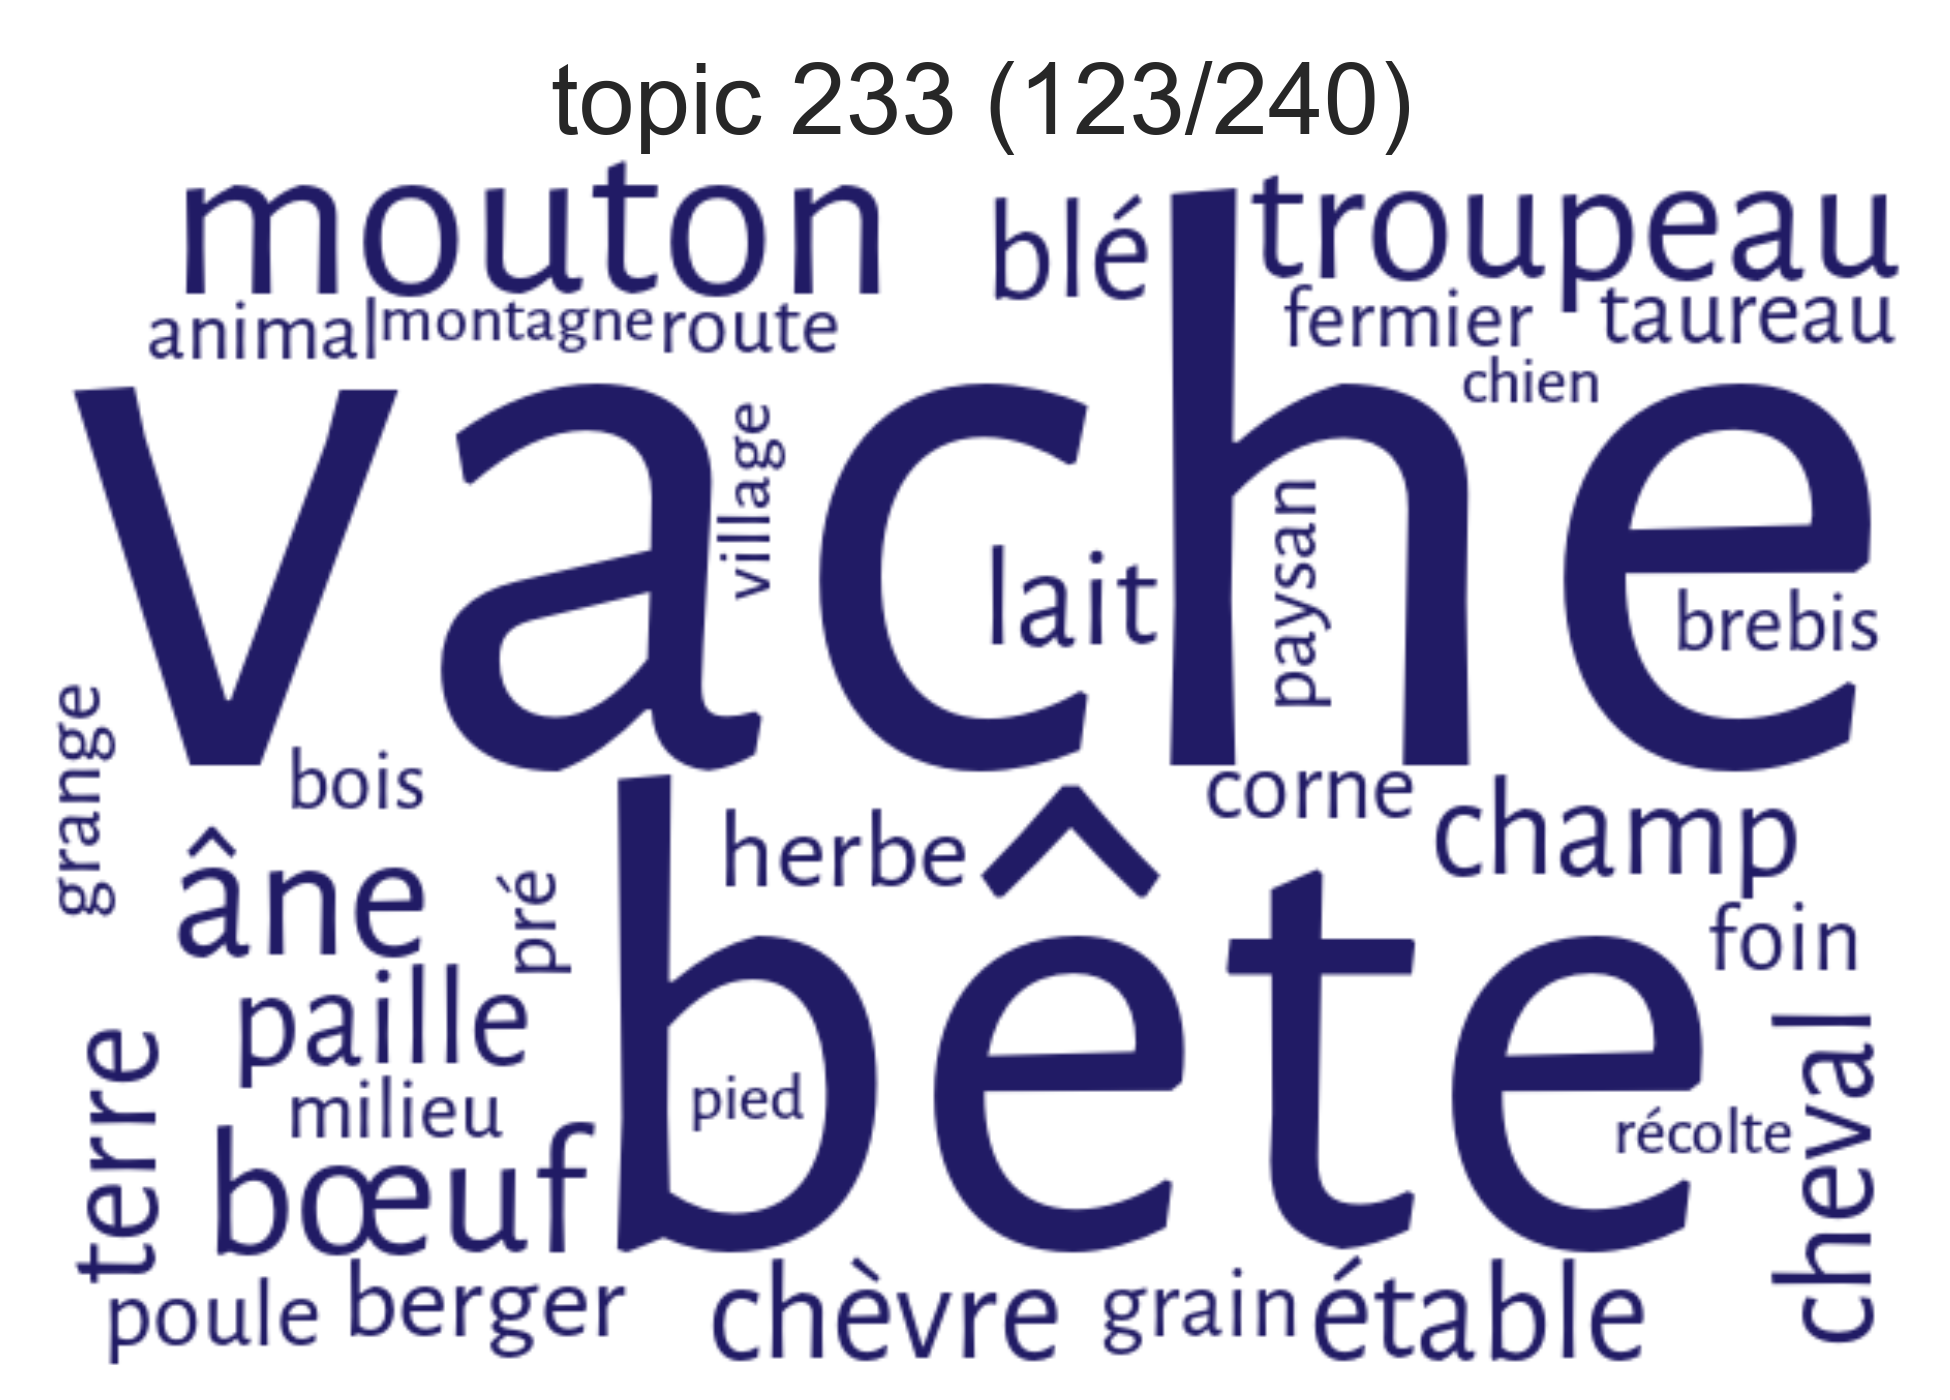 topic 233 (123/240)
mouton
blé
troupeau
animal
montagne
route
fermier
taureau
chien
vache
village
lait
paysan
brebis
grange
bois
corne
champ
herbe
âne
pré
bête
foin
paille
terre
milieu
pied
récolte
cheval
bœuf
poule
berger
chèvre
grain
étable